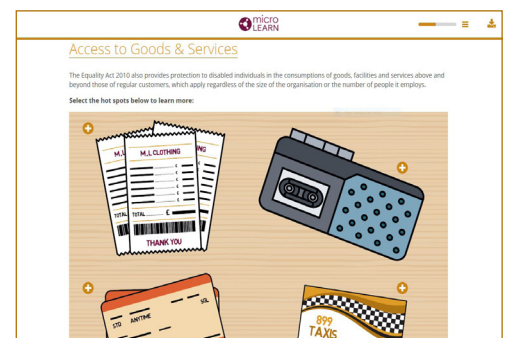 micro
LEARN
Access to Goods & Services
The Equality Act 2010 also provides protection to disabled individuals in the consumptions of goods, facilities and services above and
beyond those of regular customers, which apply regardless of the size of the organisation or the number of people it employs.
Select the hot spots below to learn more:
M.L
M.L CLOTHING
NG
£
£
£
£
£
TOTAL
TOTAL
£
THANK YOU
STD
ANYTIME
SGL
899
TAXIS